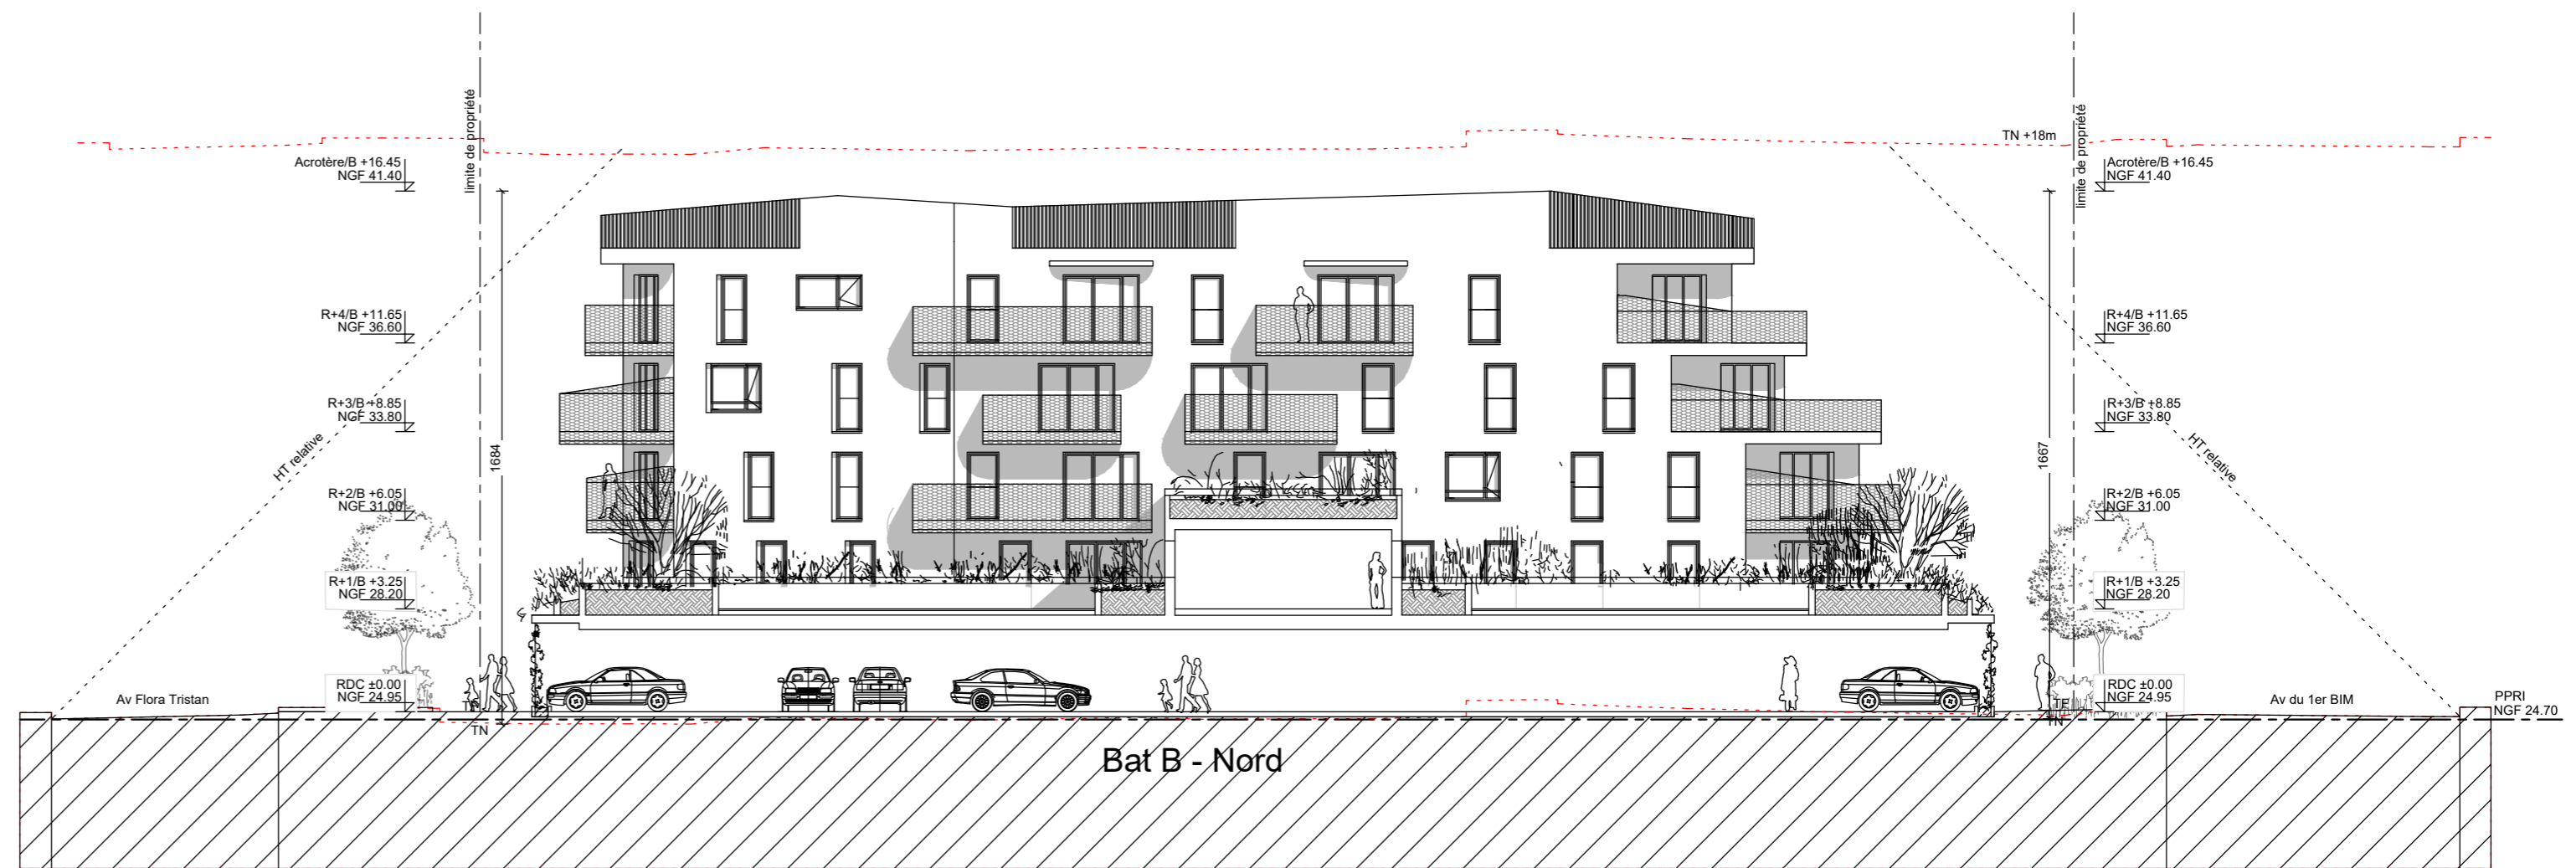 limite de propriété
limite de propriété
TN +18m
Acrotère/B +16.45
NGF 41.40
Acrotère/B +16.45
NGF 41.40
R+4/B +11.65
NGF 36.60
R+4/B +11.65
NGF 36.60
R+3/B +8.85
NGF 33.80
R+3/B +8.85
NGF 33.80
HT relative
1684
1667
HT relative
R+2/B +6.05
NGF 31.00
R+2/B +6.05
NGF 31.00
R+1/B +3.25
NGF 28.20
R+1/B +3.25
NGF 28.20
RDC ±0.00
NGF 24.95
RDC ±0.00
NGF 24.95
Av Flora Tristan
Av du 1er BIM
PPRI
NGF 24.70
TF
TN
TN
Bat B - Nord